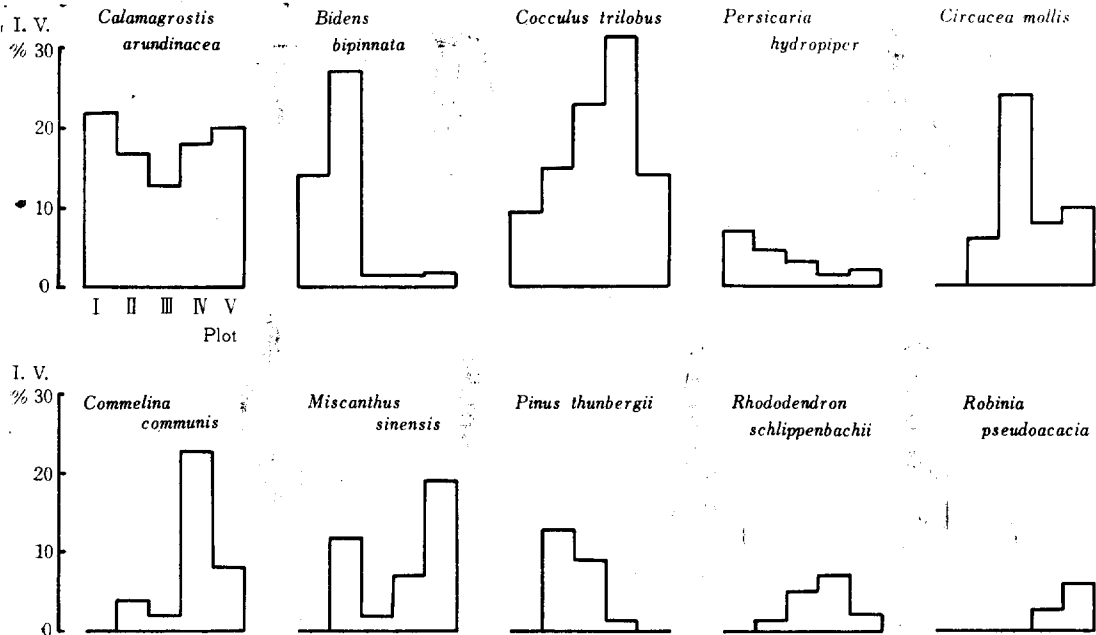 I. V.
% 30
20
10
0
Calamagrostis
arundinacea
I II III IV V
Plot
Bidens
bipinnata
Cocculus trilobus
Persicaria
hydropiper
Circacea mollis
I. V.
% 30
20
10
0
Commelina
communis
Miscanthus
sinensis
Pinus thunbergii
Rhododendron
schlippenbachii
Robinia
pseudoacacia